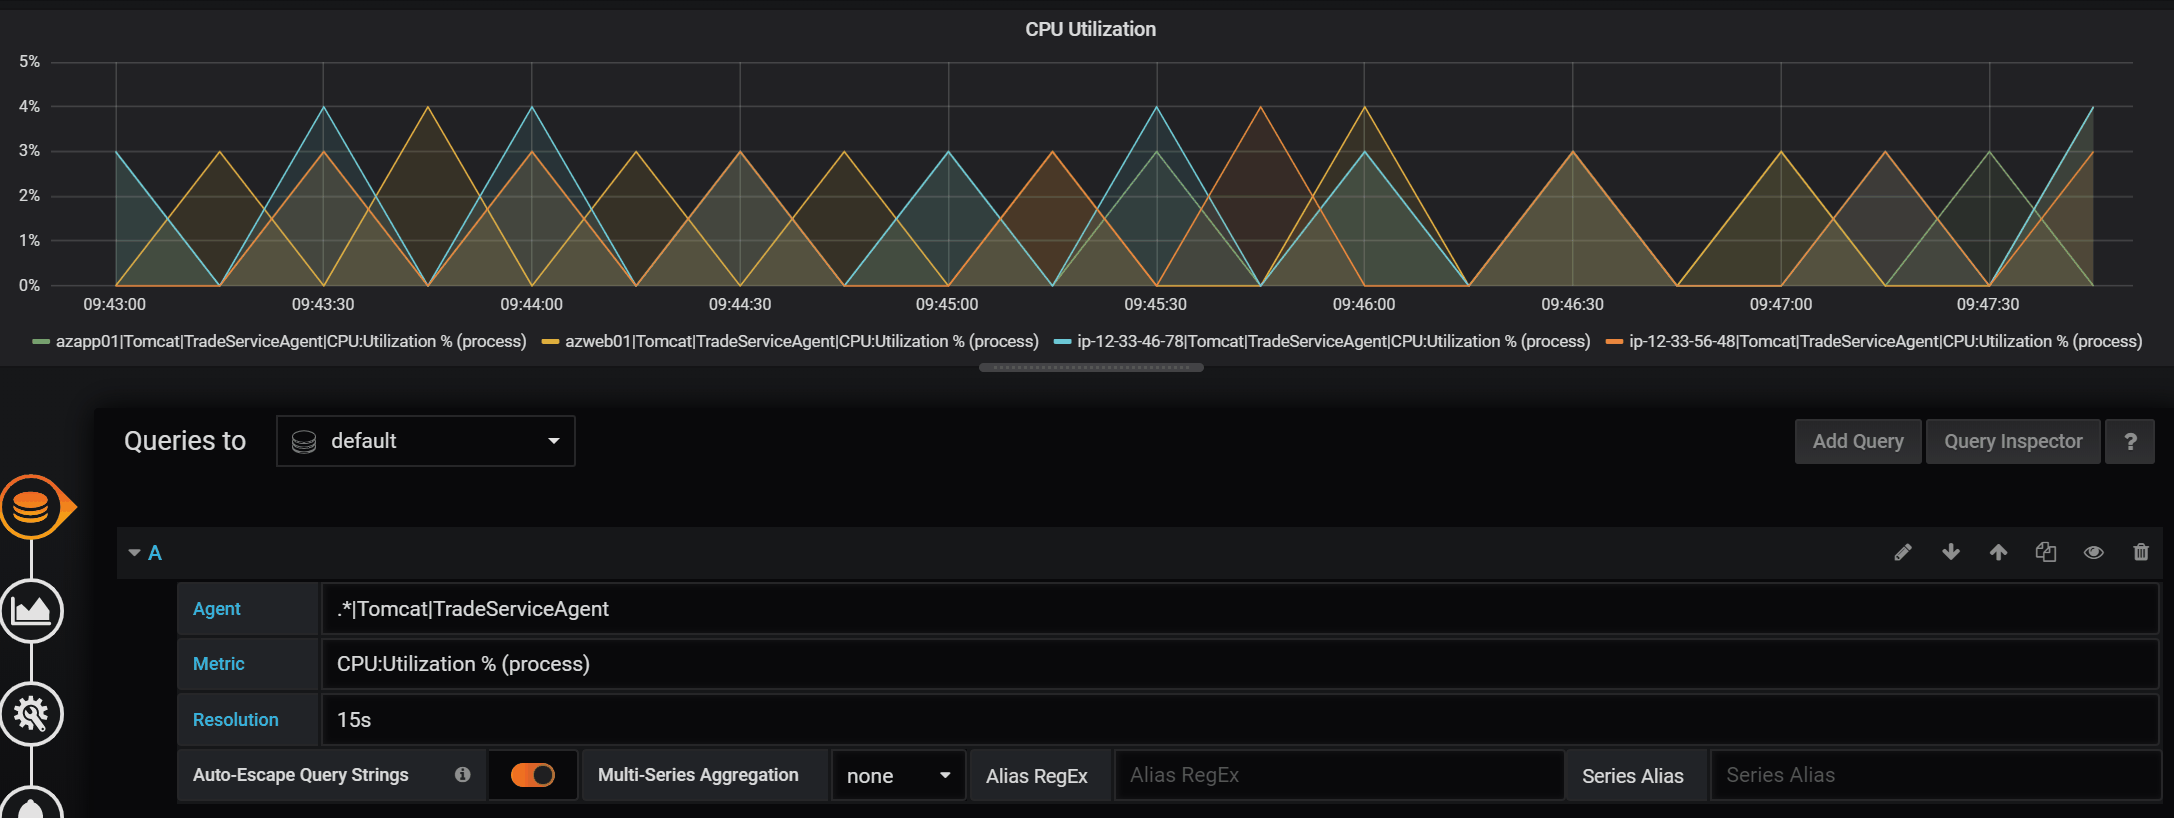 CPU Utilization
5%
4%
3%
2%
1%
0%
09:43:00 09:43:30 09:44:00 09:44:30 09:45:00 09:45:30 09:46:00 09:46:30 09:47:00 09:47:30
azapp01|Tomcat|TradeServiceAgent|CPU:Utilization % (process) azweb01|Tomcat|TradeServiceAgent|CPU:Utilization % (process) ip-12-33-46-78|Tomcat|TradeServiceAgent|CPU:Utilization % (process) ip-12-33-56-48|Tomcat|TradeServiceAgent|CPU:Utilization % (process)
Queries to default Add Query Query Inspector ?
A
Agent .*|Tomcat|TradeServiceAgent
Metric CPU:Utilization % (process)
Resolution 15s
Auto-Escape Query Strings Multi-Series Aggregation none Alias RegEx Alias RegEx Series Alias Series Alias